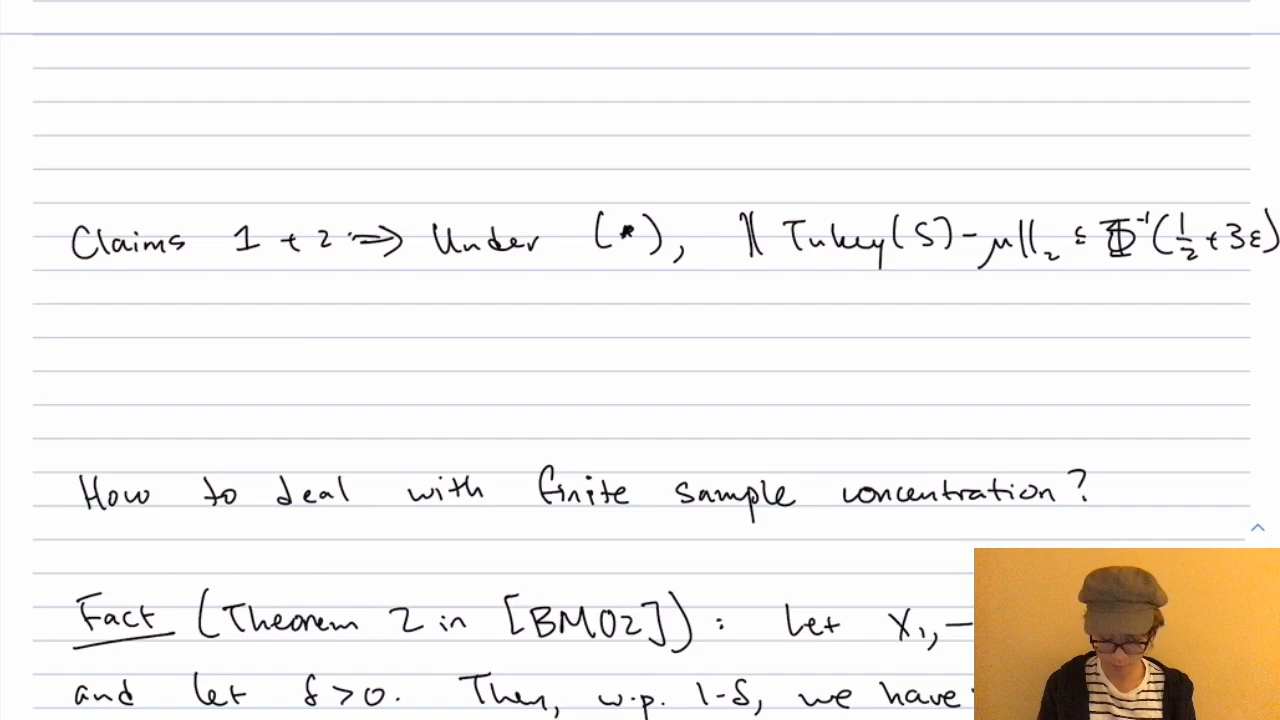 Claims 1 + 2 ⇒ Under (*), || Tukey(S) - μ||₂ ≤ Φ⁻¹(1/2 + 3ε)
How to deal with finite sample concentration?
Fact (Theorem 2 in [BM02]): Let X₁, —
and let δ > 0. Then, w.p. 1-δ, we have